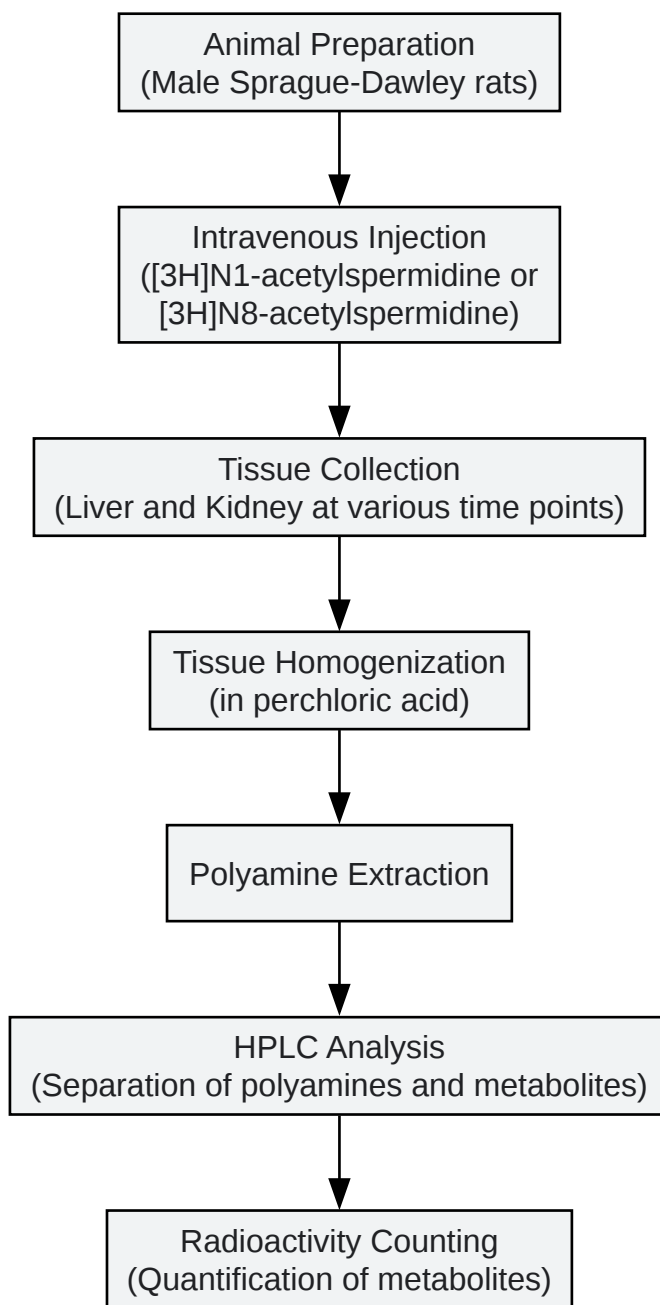 Animal Preparation
(Male Sprague-Dawley rats)
Intravenous Injection
([3H]N1-acetylspermidine or
[3H]N8-acetylspermidine)
Tissue Collection
(Liver and Kidney at various time points)
Tissue Homogenization
(in perchloric acid)
Polyamine Extraction
HPLC Analysis
(Separation of polyamines and metabolites)
Radioactivity Counting
(Quantification of metabolites)